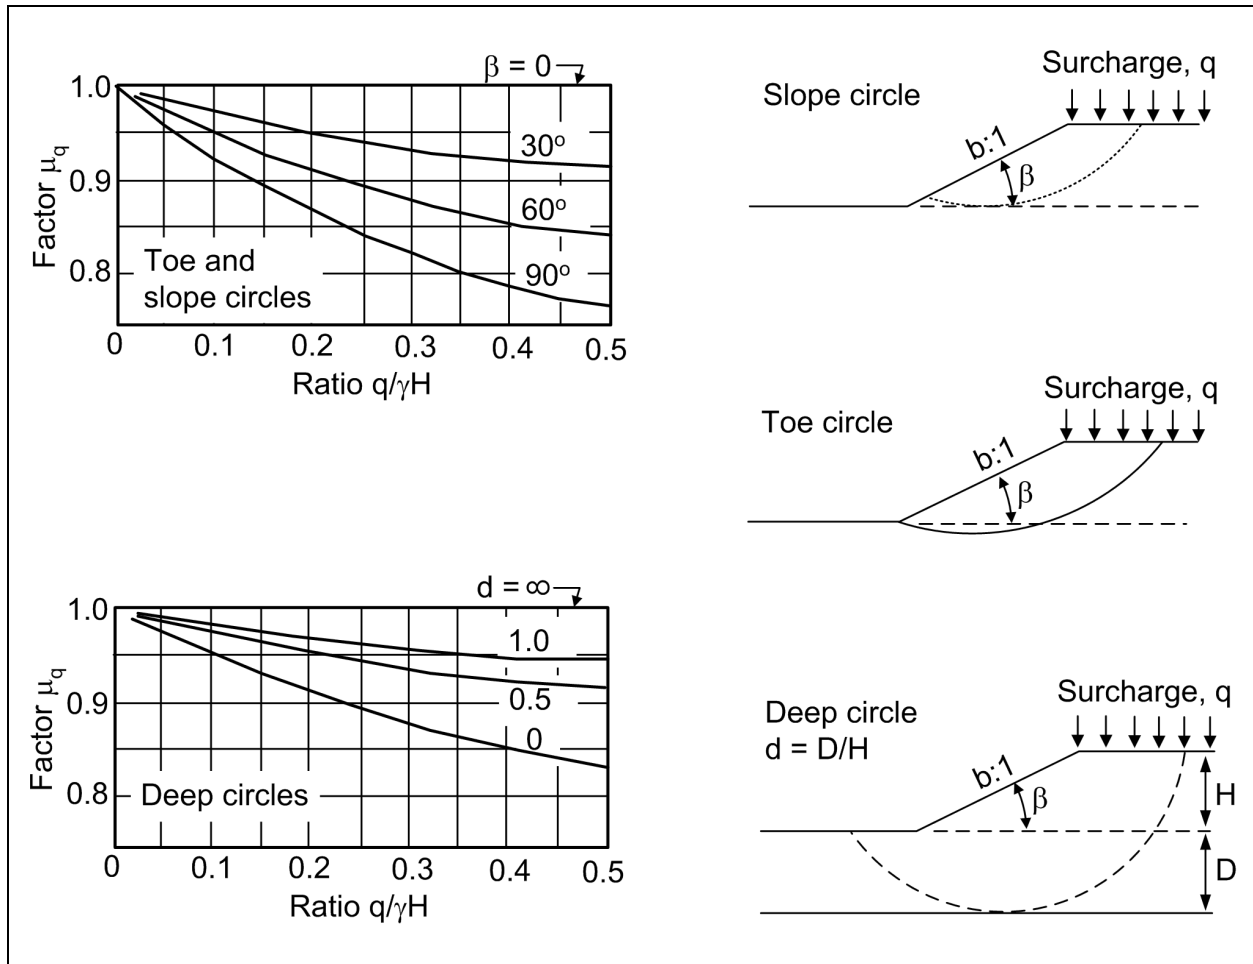 β = 0
1.0
0.9
0.8
Factor μq
30º
60º
90º
Toe and
slope circles
0
0.1
0.2
0.3
0.4
0.5
Ratio q/γH
Slope circle
Surcharge, q
b:1
β
Toe circle
Surcharge, q
b:1
β
d = ∞
1.0
0.9
0.8
Factor μq
1.0
0.5
0
Deep circles
0
0.1
0.2
0.3
0.4
0.5
Ratio q/γH
Deep circle
d = D/H
Surcharge, q
b:1
β
H
D